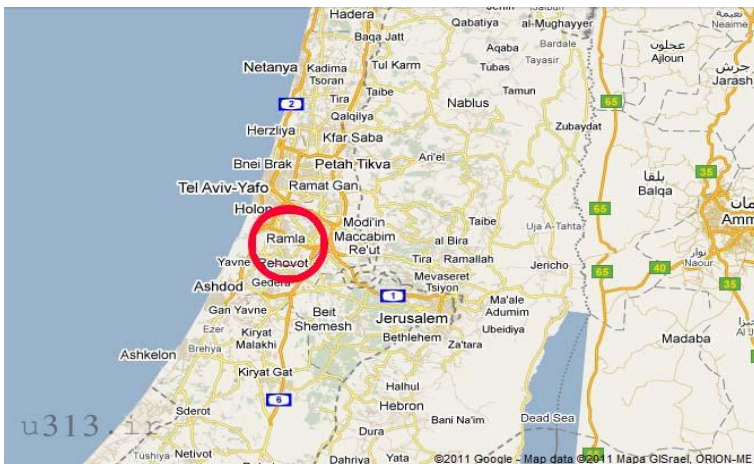 Hadera
Qabatiya al-Mughayyer
نعيمة
Neaime
Baqa Jatt
Aqaba Bardale
عجلون
Ajloun
Netanya Kadima Tsoran
Tul Karm
Tubas Tayasir
جرش
Jarash
Tira Taibe
Tamun
2
Qalqilya
Nablus
65
Herzliya
Kfar Saba
Zubaydat
Bnei Brak
Petah Tikva
Ari'el
بلقا
Balqa
35
Tel Aviv-Yafo
Ramat Gan
Holon
65
Modi'in Maccabim Re'ut
Taibe
Uja A-Tahta
Ramla
al Bira
نوار
Naour
Yavne Rehovot
Tira Ramallah
Jericho
65
40
35
Ashdod
Gedera
Mevaseret Tsiyon
1
Ma'ale Adumim
Gan Yavne
Beit Shemesh
Jerusalem
Ezer
Kiryat Malakhi
Bethlehem
Ubeidiya
Madaba
Brehya
Za'tara
Ashkelon
Kiryat Gat
Halhul
6
Hebron
Sderot
Bani Na'im
Dead Sea
u313.ir
Dura
Tushiya Netivot
Dahriya Yata
©2011 Google - Map data ©2011 Mapa GISrael, ORION-ME